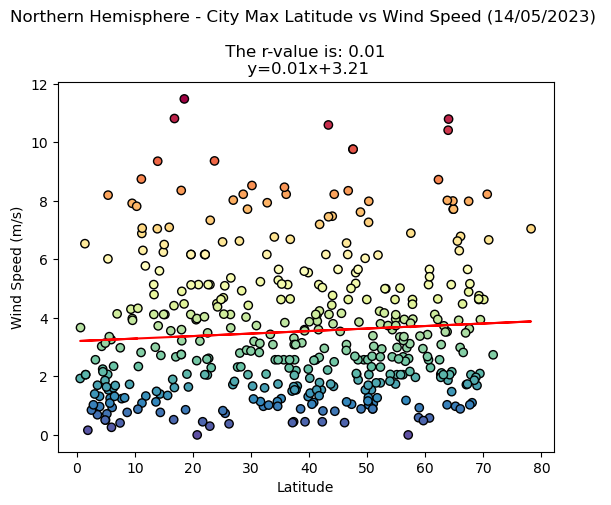 Northern Hemisphere - City Max Latitude vs Wind Speed (14/05/2023)
The r-value is: 0.01
y=0.01x+3.21
12
10
8
6
4
2
0
Wind Speed (m/s)
0 10 20 30 40 50 60 70 80
Latitude